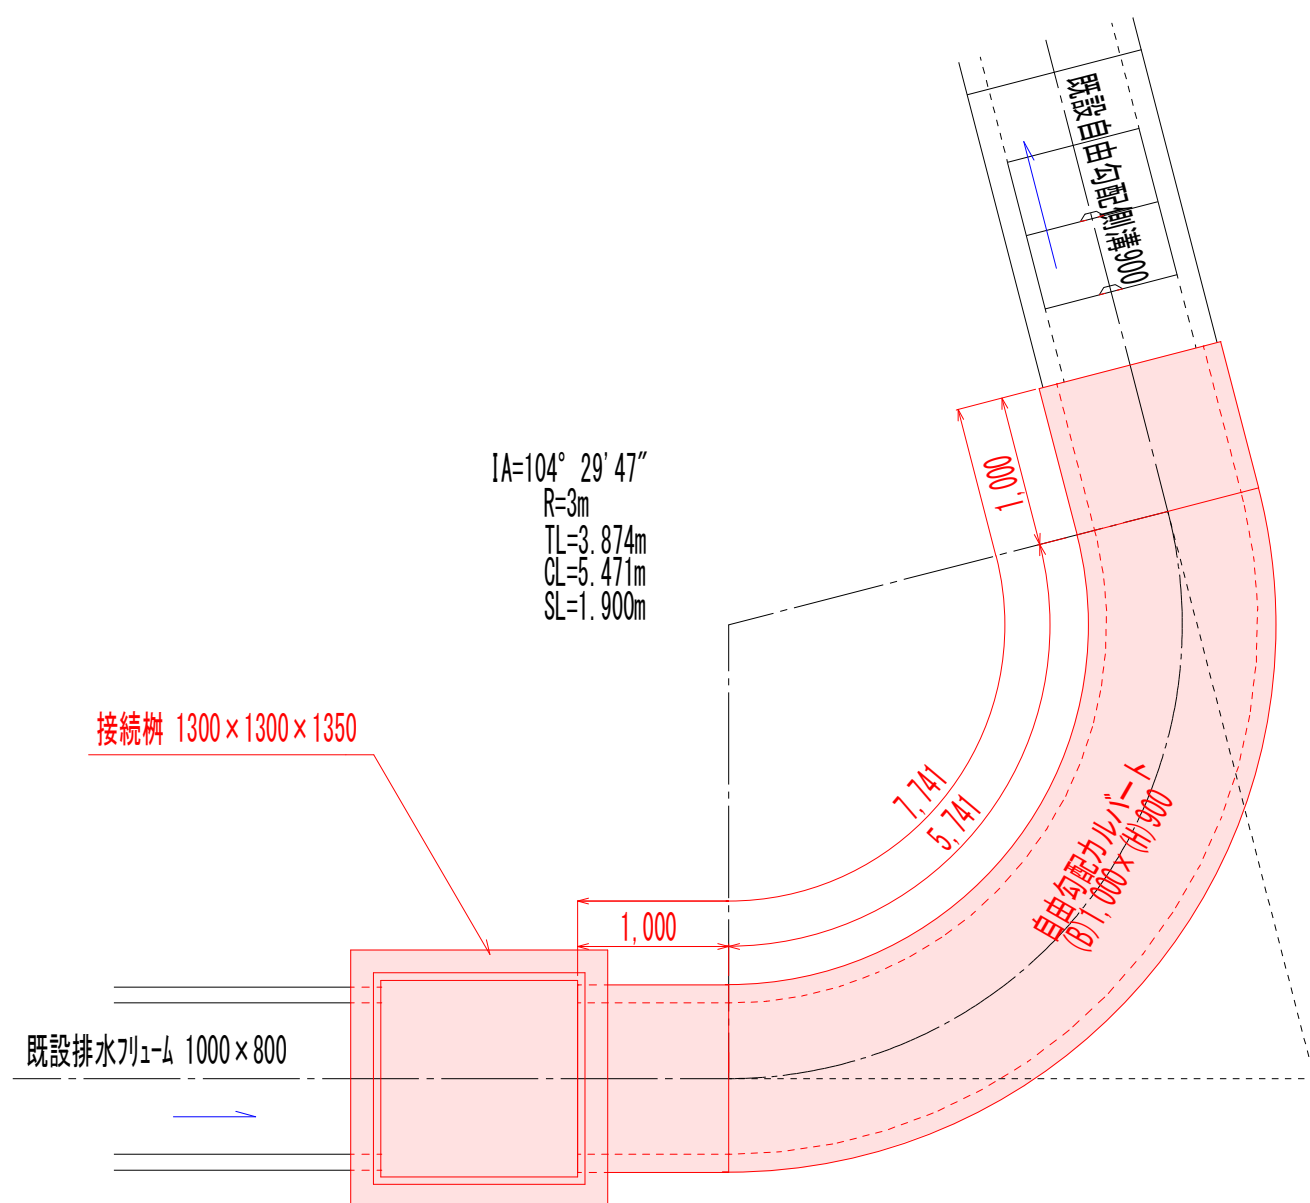 既設自由勾配側溝900
IA=104° 29' 47"
R=3m
TL=3.874m
CL=5.471m
SL=1.900m
1,000
接続桝 1300×1300×1350
7,741
5,741
自由勾配カルバート
(B)1,000×(H)900
1,000
既設排水フリューム 1000×800